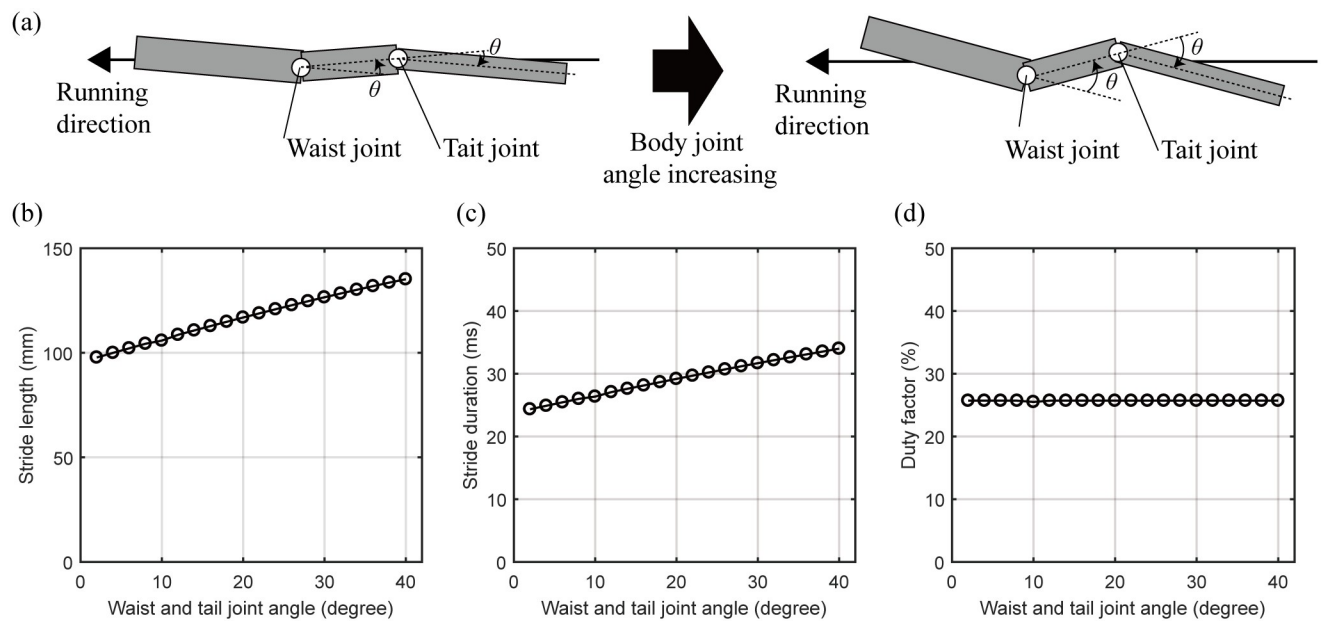 (a)
θ
θ
Running
direction
Waist joint
Tait joint
Body joint
angle increasing
θ
θ
Running
direction
Waist joint
Tait joint
(b)
150
100
50
0
Stride length (mm)
0 10 20 30 40
Waist and tail joint angle (degree)
(c)
50
40
30
20
10
0
Stride duration (ms)
0 10 20 30 40
Waist and tail joint angle (degree)
(d)
50
40
30
20
10
0
Duty factor (%)
0 10 20 30 40
Waist and tail joint angle (degree)